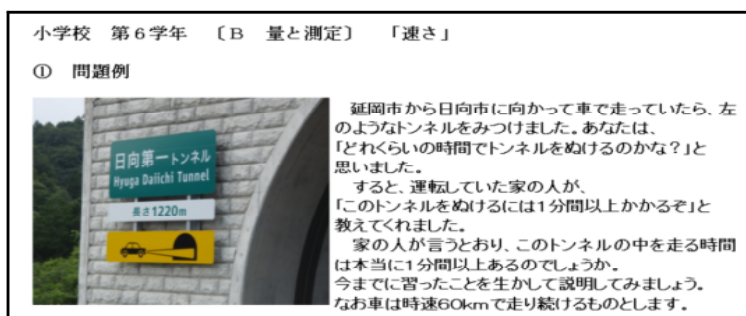 小学校 第6学年 〔B 量と測定〕 「速さ」
① 問題例
日向第一トンネル
Hyuga Daiichi Tunnel
長さ1220m
延岡市から日向市に向かって車で走っていたら、左
のようなトンネルをみつけました。あなたは、
「どれくらいの時間でトンネルをぬけるのかな？」と
思いました。
すると、運転していた家の人が、
「このトンネルをぬけるには1分間以上かかるぞ」と
教えてくれました。
家の人が言うとおり、このトンネルの中を走る時間
は本当に1分間以上あるのでしょうか。
今までに習ったことを生かして説明してみましょう。
なお車は時速60kmで走り続けるものとします。